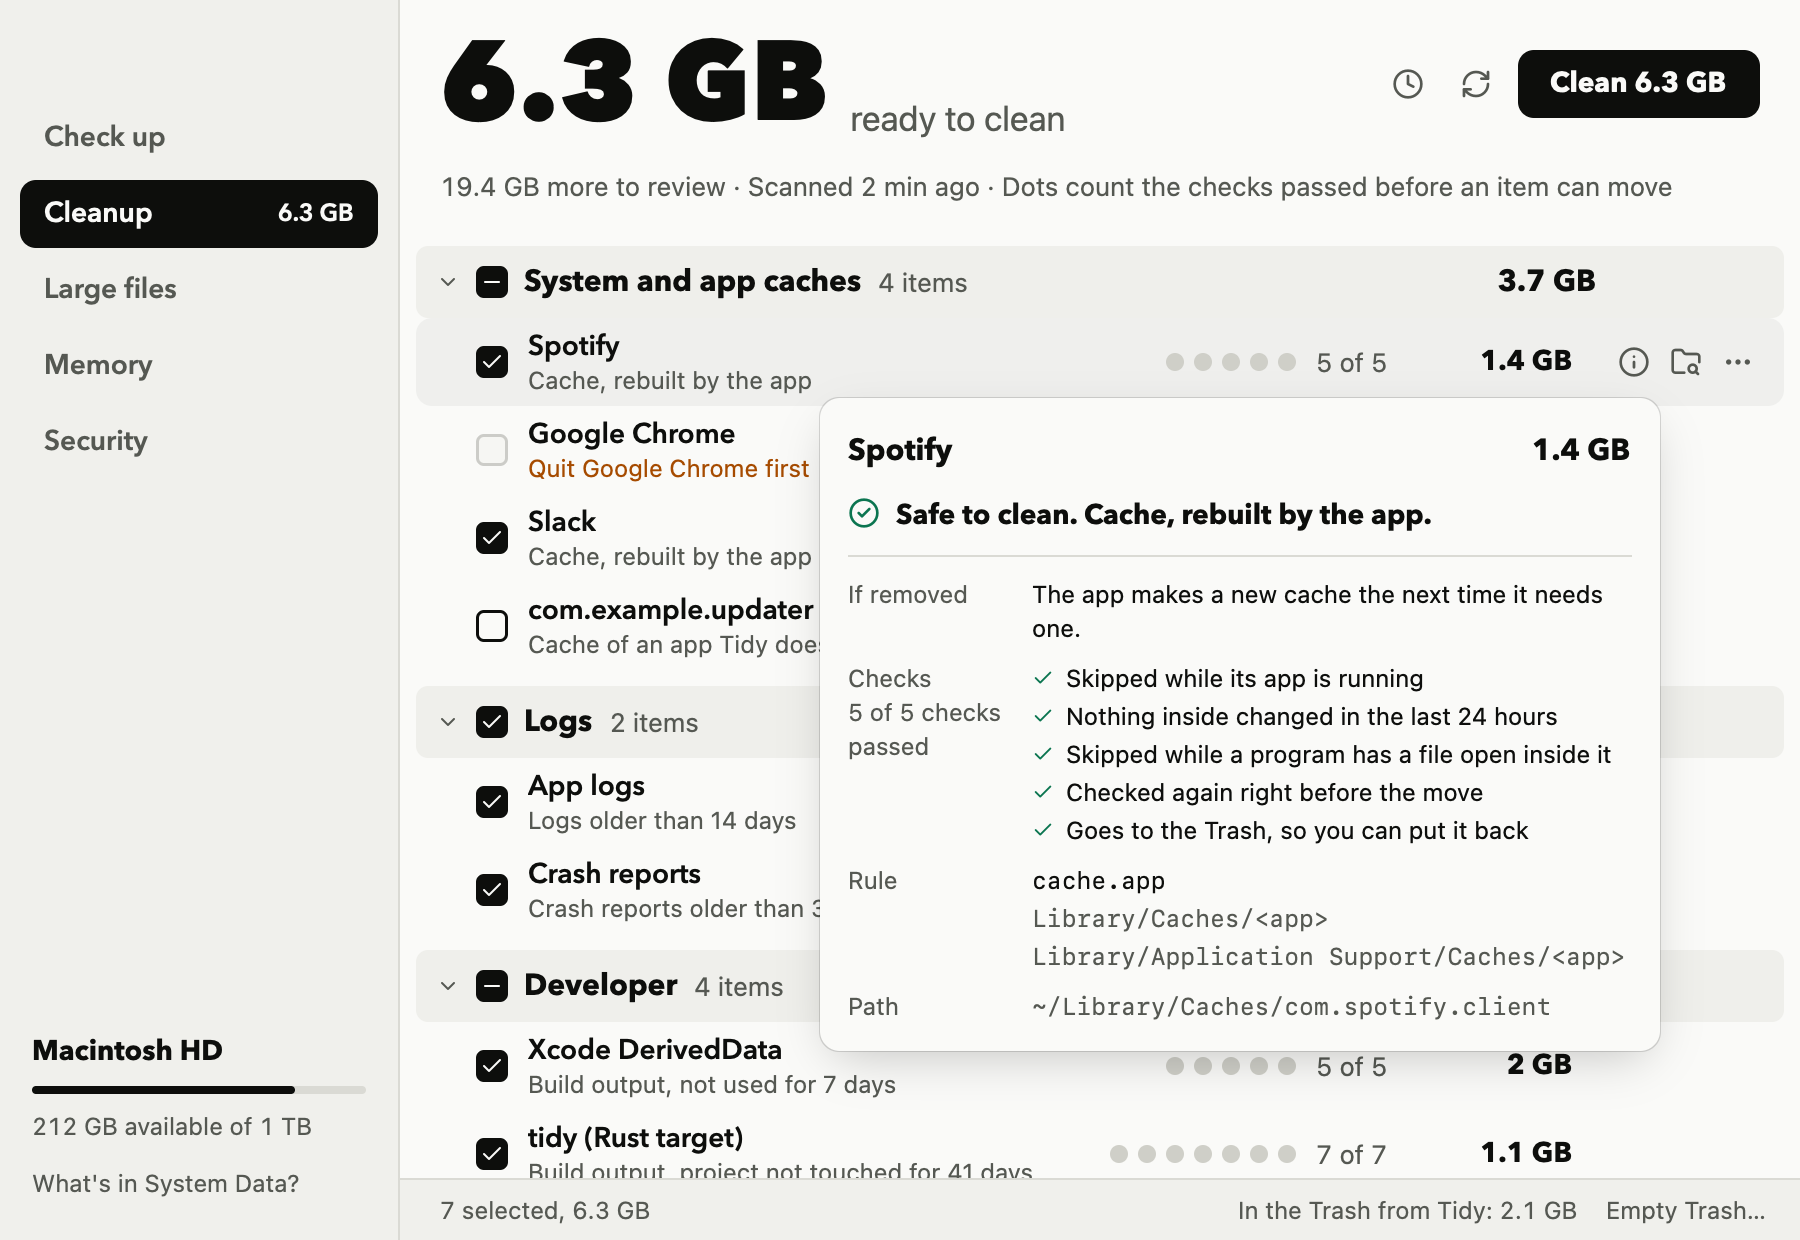 6.3 GB ready to clean
Clean 6.3 GB
19.4 GB more to review · Scanned 2 min ago · Dots count the checks passed before an item can move
Check up
Cleanup 6.3 GB
Large files
Memory
Security
Macintosh HD
212 GB available of 1 TB
What's in System Data?
System and app caches 4 items 3.7 GB
Spotify
Cache, rebuilt by the app
5 of 5 1.4 GB
Google Chrome
Quit Google Chrome first
Slack
Cache, rebuilt by the app
com.example.updater
Cache of an app Tidy
Logs 2 items
App logs
Logs older than 14 days
Crash reports
Crash reports older than
Developer 4 items
Xcode DerivedData
Build output, not used for 7 days
5 of 5 2 GB
tidy (Rust target)
Build output, project not touched for 41 days
7 of 7 1.1 GB
Spotify 1.4 GB
Safe to clean. Cache, rebuilt by the app.
If removed
The app makes a new cache the next time it needs
one.
Checks
5 of 5 checks
passed
Skipped while its app is running
Nothing inside changed in the last 24 hours
Skipped while a program has a file open inside it
Checked again right before the move
Goes to the Trash, so you can put it back
Rule
cache.app
Library/Caches/<app>
Library/Application Support/Caches/<app>
Path
~/Library/Caches/com.spotify.client
7 selected, 6.3 GB
In the Trash from Tidy: 2.1 GB
Empty Trash...